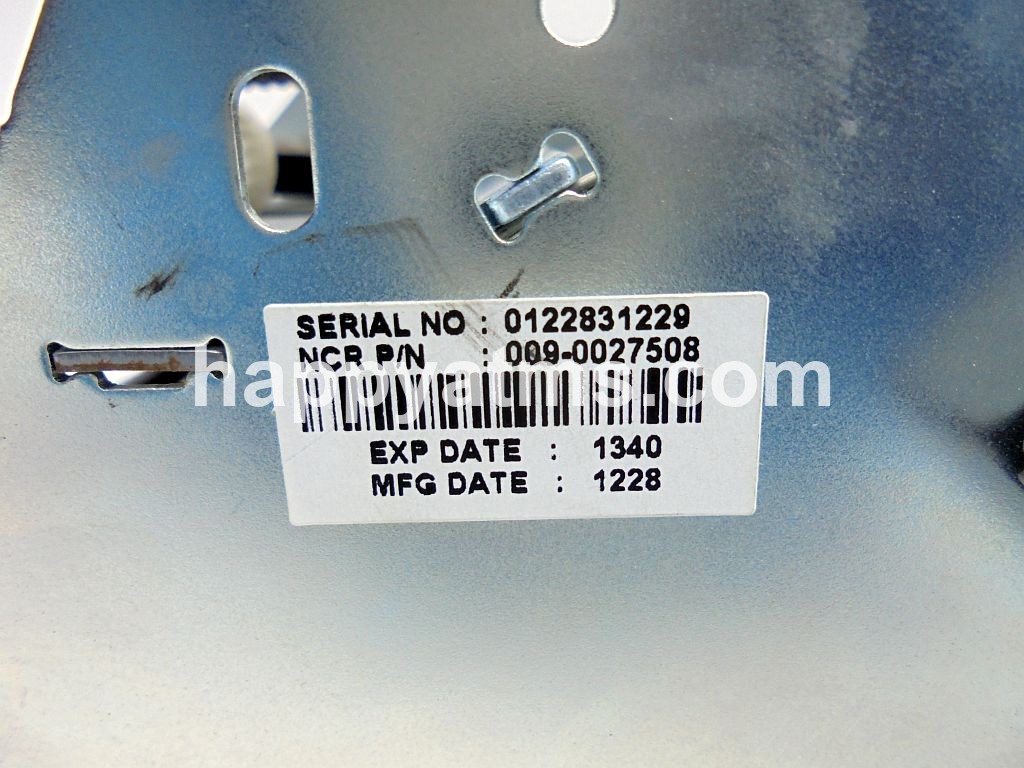 SERIAL NO : 0122831229
NCR P/N : 009-0027508
happyatms.com
EXP DATE : 1340
MFG DATE : 1228